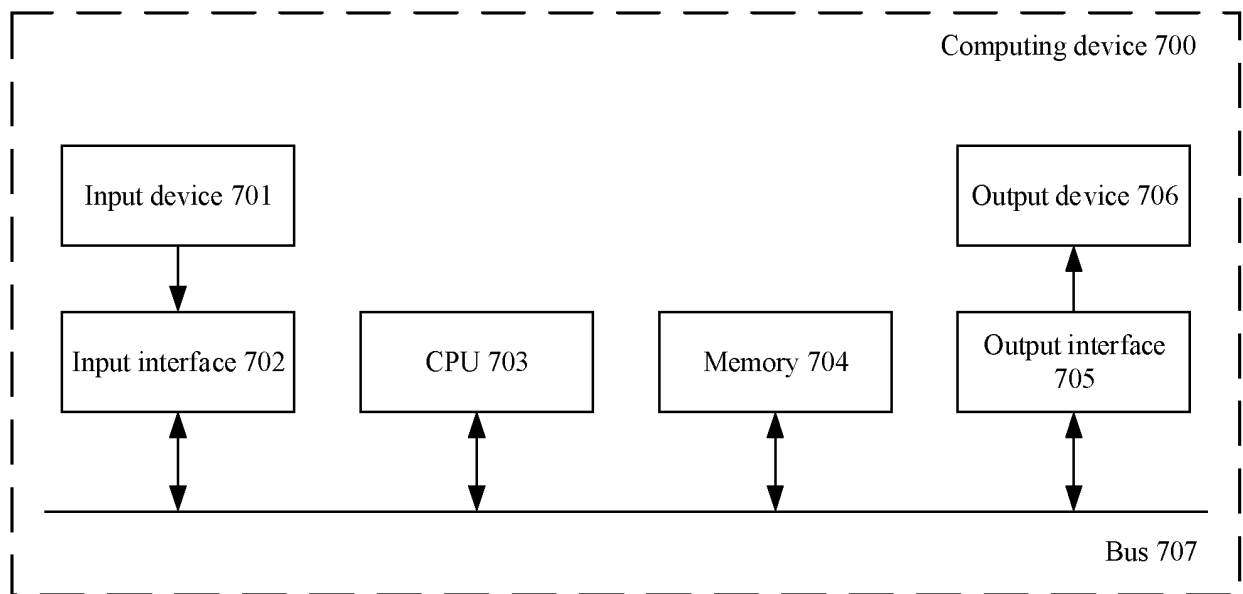 Computing device 700
Input device 701
Output device 706
Input interface 702
CPU 703
Memory 704
Output interface
705
Bus 707